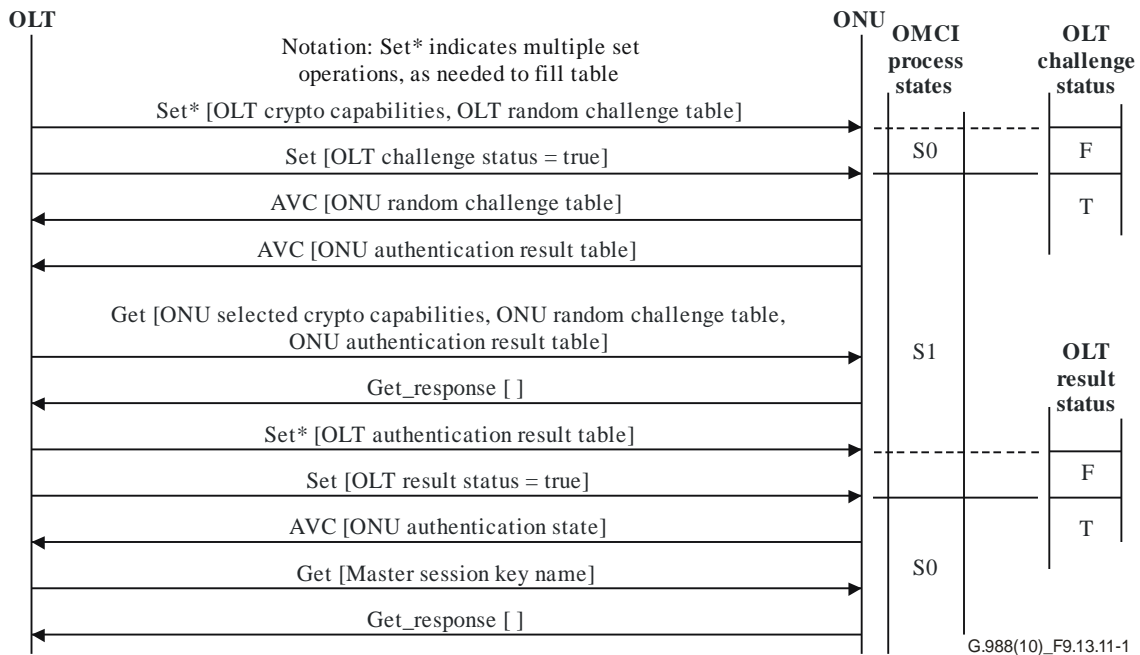 OLT
ONU
OMCI
process
states
OLT
challenge
status
Notation: Set* indicates multiple set
operations, as needed to fill table
Set* [OLT crypto capabilities, OLT random challenge table]
S0
F
Set [OLT challenge status = true]
AVC [ONU random challenge table]
T
AVC [ONU authentication result table]
Get [ONU selected crypto capabilities, ONU random challenge table,
ONU authentication result table]
S1
OLT
result
status
Get_response [ ]
Set* [OLT authentication result table]
F
Set [OLT result status = true]
AVC [ONU authentication state]
T
S0
Get [Master session key name]
Get_response [ ]
G.988(10)_F9.13.11-1